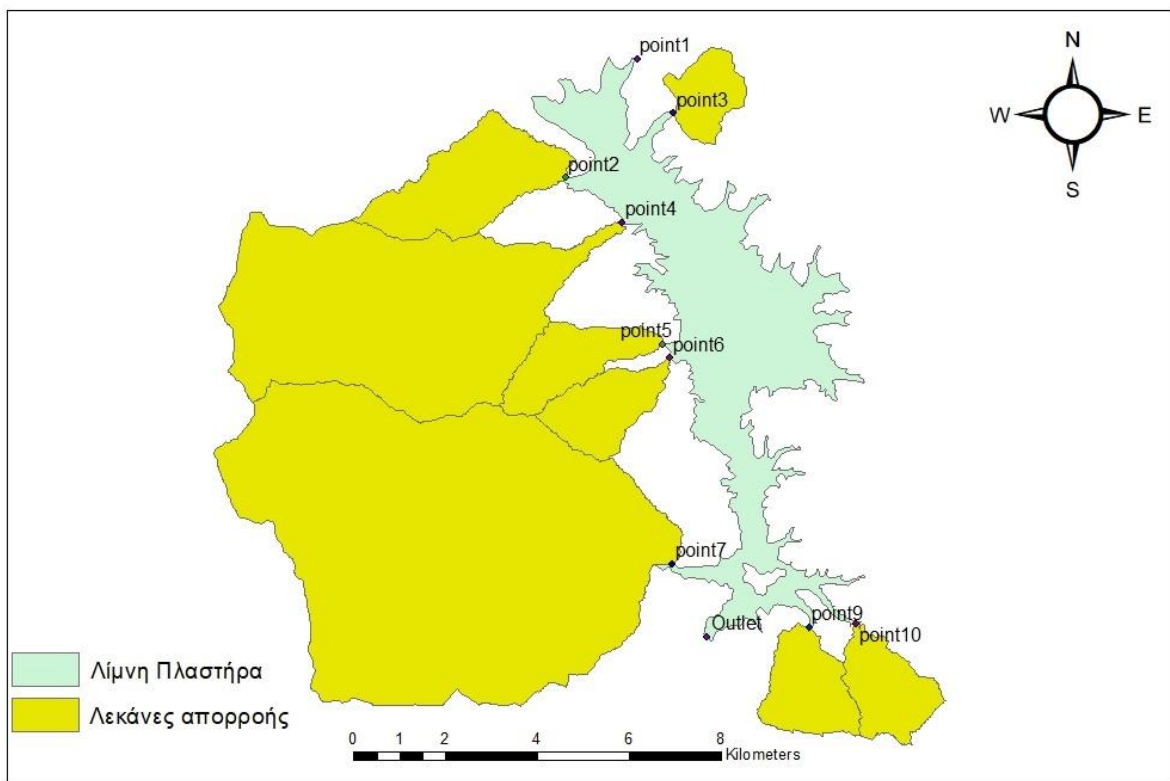 point1
N
W
E
S
point3
point2
point4
point5
point6
point7
Outlet
point9
point10
Λίμνη Πλαστήρα
Λεκάνες απορροής
0 1 2 4 6 8
Kilometers